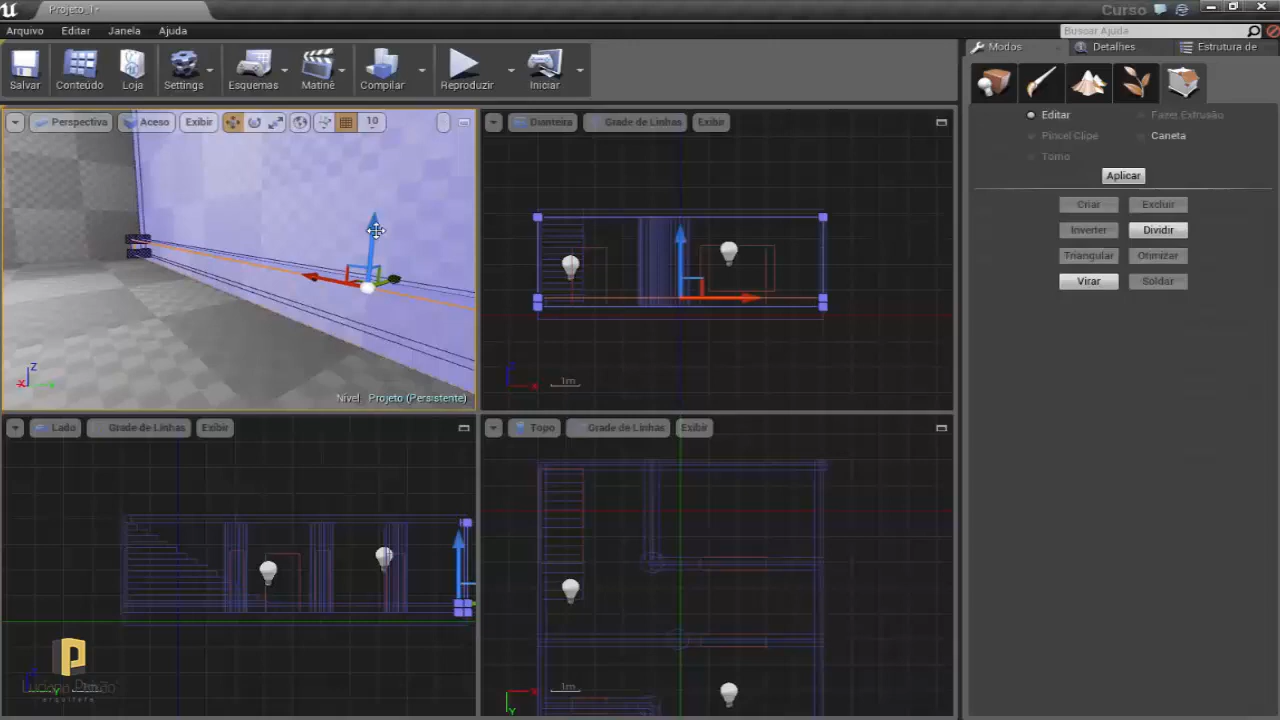 Projeto_1*
Curso
Arquivo Editar Janela Ajuda
Buscar Ajuda
Salvar Conteúdo Loja Settings Esquemas Matinê Compilar Reproduzir Iniciar
Modos Detalhes Estrutura de
Perspectiva Aceso Exibir 10
Dianteira Grade de Linhas Exibir
Editar Fazer Extrusão
Pincel Clipe Caneta
Torno
Aplicar
Criar Excluir
Inverter Dividir
Triangular Otimizar
Virar Soldar
Z
X
Nível Projeto (Persistente)
1m
Lado Grade de Linhas Exibir
Topo Grade de Linhas Exibir
P
arquiteto
Y
1m
Y